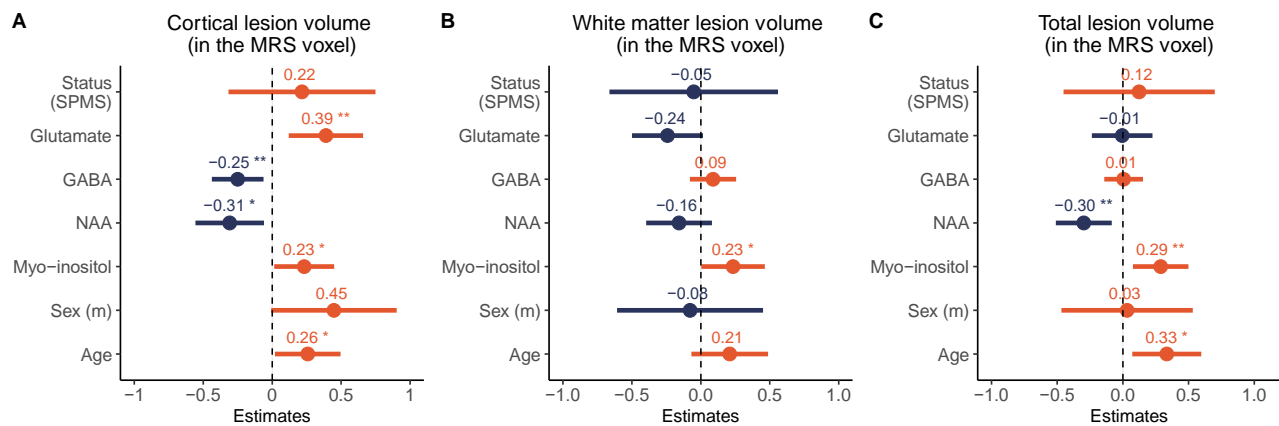 A
Cortical lesion volume
(in the MRS voxel)
Status
(SPMS)
Glutamate
GABA
NAA
Myo−inositol
Sex (m)
Age
0.22
0.39 **
−0.25 **
−0.31 *
0.23 *
0.45
0.26 *
−1 −0.5 0 0.5 1
Estimates
B
White matter lesion volume
(in the MRS voxel)
Status
(SPMS)
Glutamate
GABA
NAA
Myo−inositol
Sex (m)
Age
−0.05
−0.24
0.09
−0.16
0.23 *
−0.08
0.21
−1.0 −0.5 0.0 0.5 1.0
Estimates
C
Total lesion volume
(in the MRS voxel)
Status
(SPMS)
Glutamate
GABA
NAA
Myo−inositol
Sex (m)
Age
0.12
−0.01
0.01
−0.30 **
0.29 **
0.03
0.33 *
−1.0 −0.5 0.0 0.5 1.0
Estimates